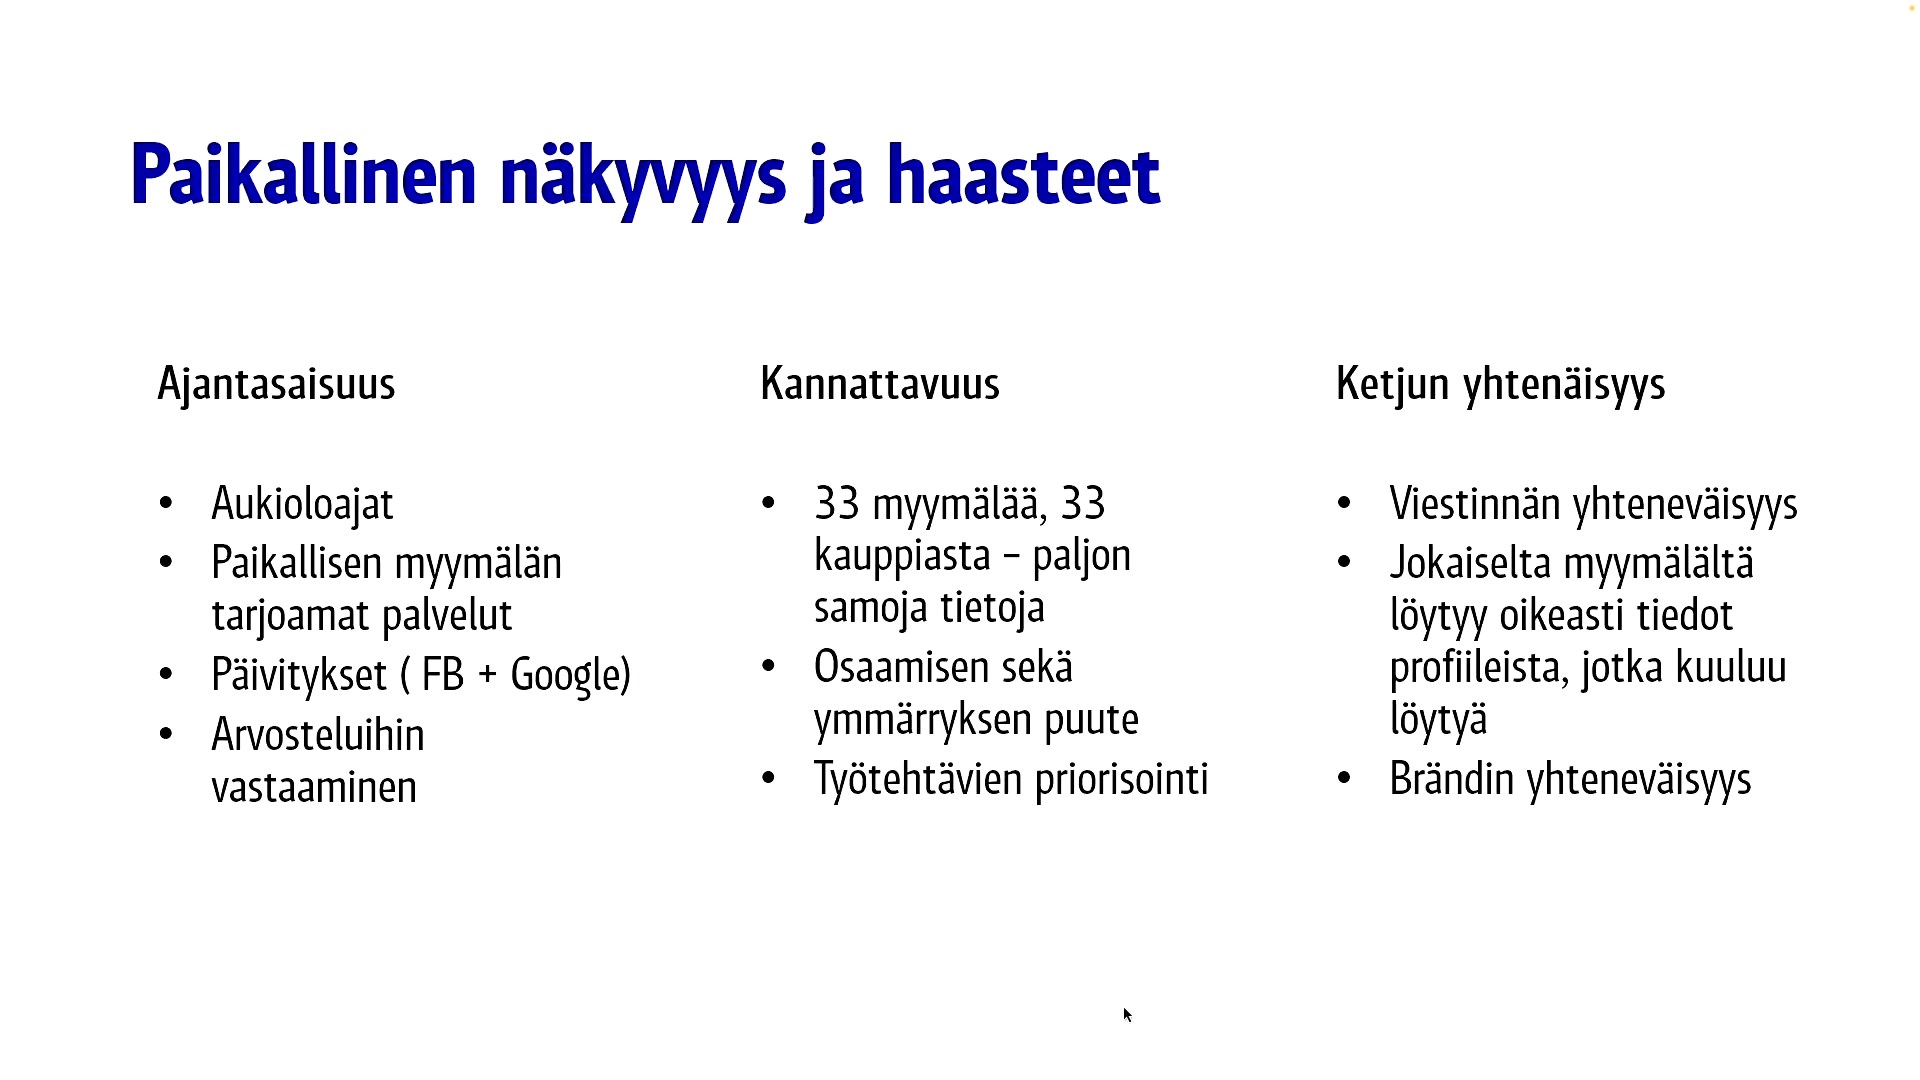 Paikallinen näkyvyys ja haasteet
Ajantasaisuus
• Aukioloajat
• Paikallisen myymälän
tarjoamat palvelut
• Päivitykset ( FB + Google)
• Arvosteluihin
vastaaminen
Kannattavuus
• 33 myymälää, 33
kauppiasta – paljon
samoja tietoja
• Osaamisen sekä
ymmärryksen puute
• Työtehtävien priorisointi
Ketjun yhtenäisyys
• Viestinnän yhteneväisyys
• Jokaiselta myymälältä
löytyy oikeasti tiedot
profiileista, jotka kuuluu
löytyä
• Brändin yhteneväisyys